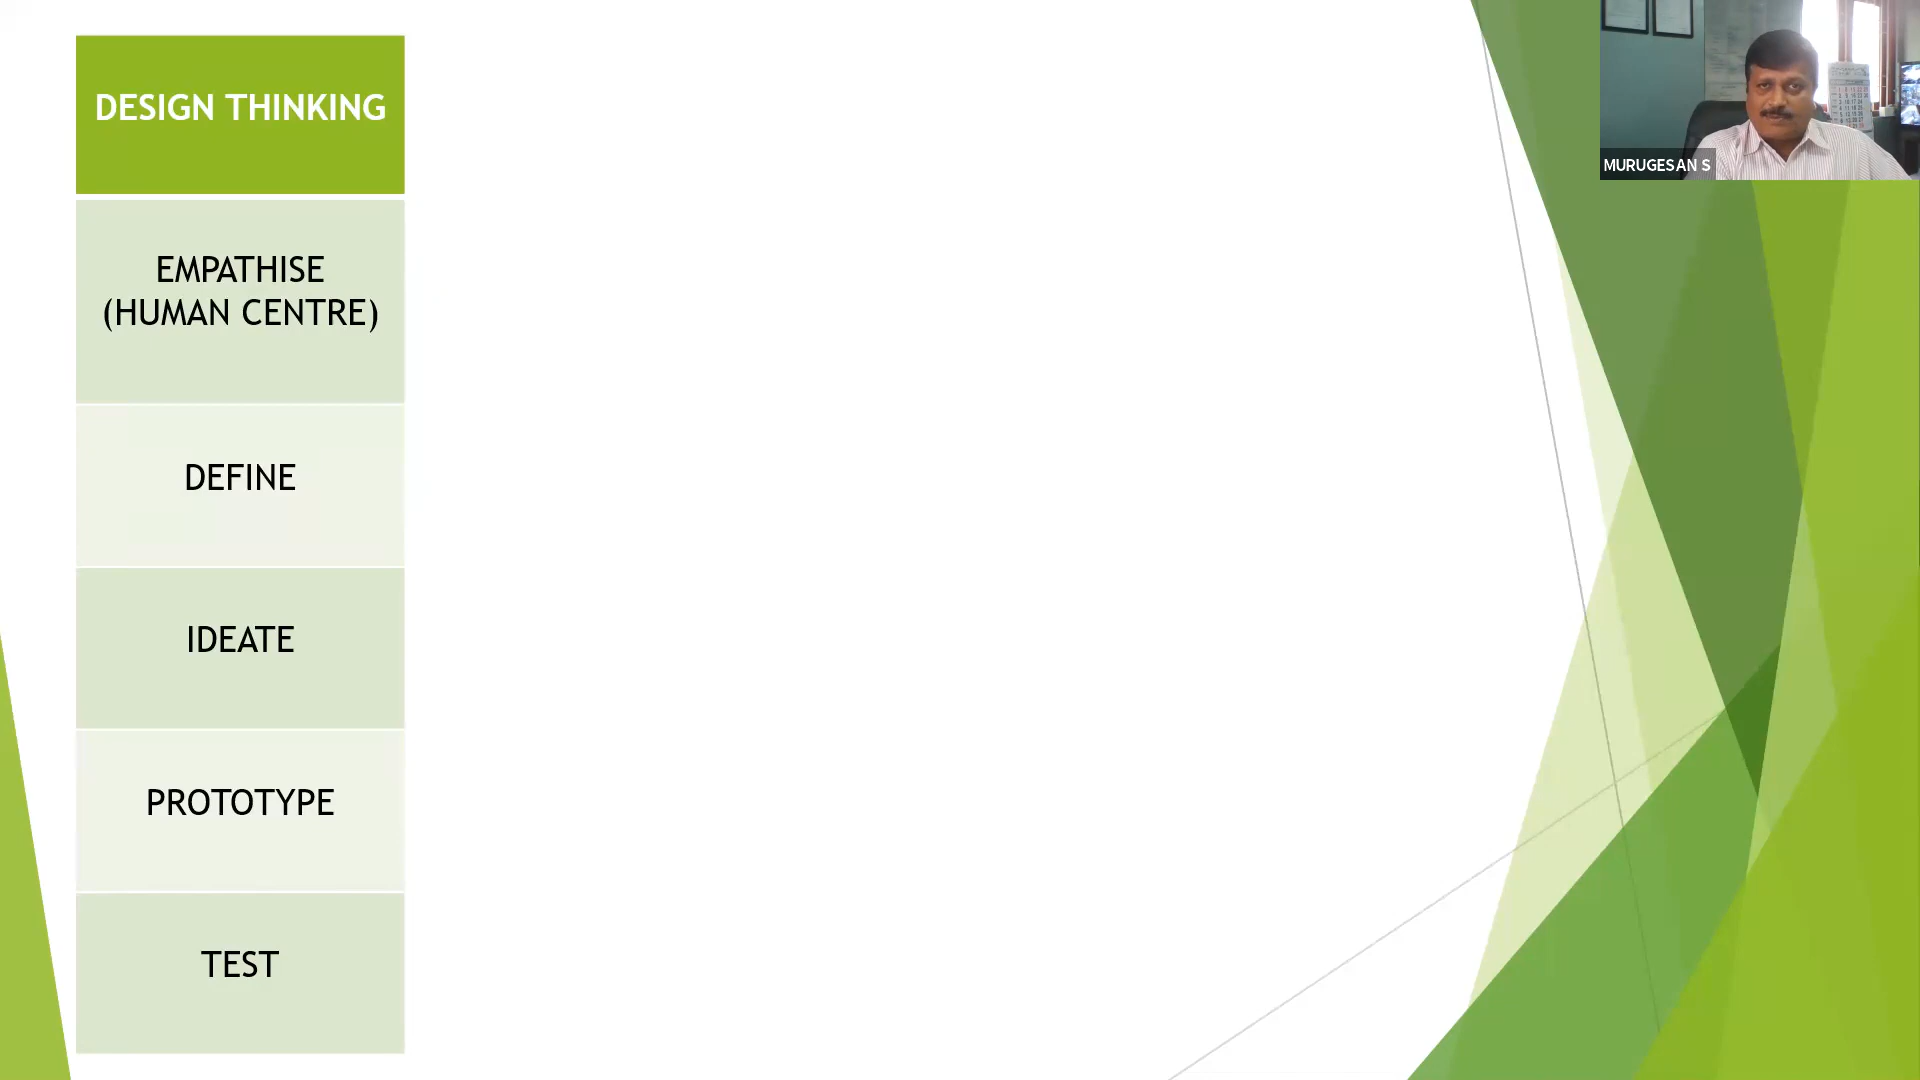 DESIGN THINKING
EMPATHISE
(HUMAN CENTRE)
DEFINE
IDEATE
PROTOTYPE
TEST
MURUGESAN S